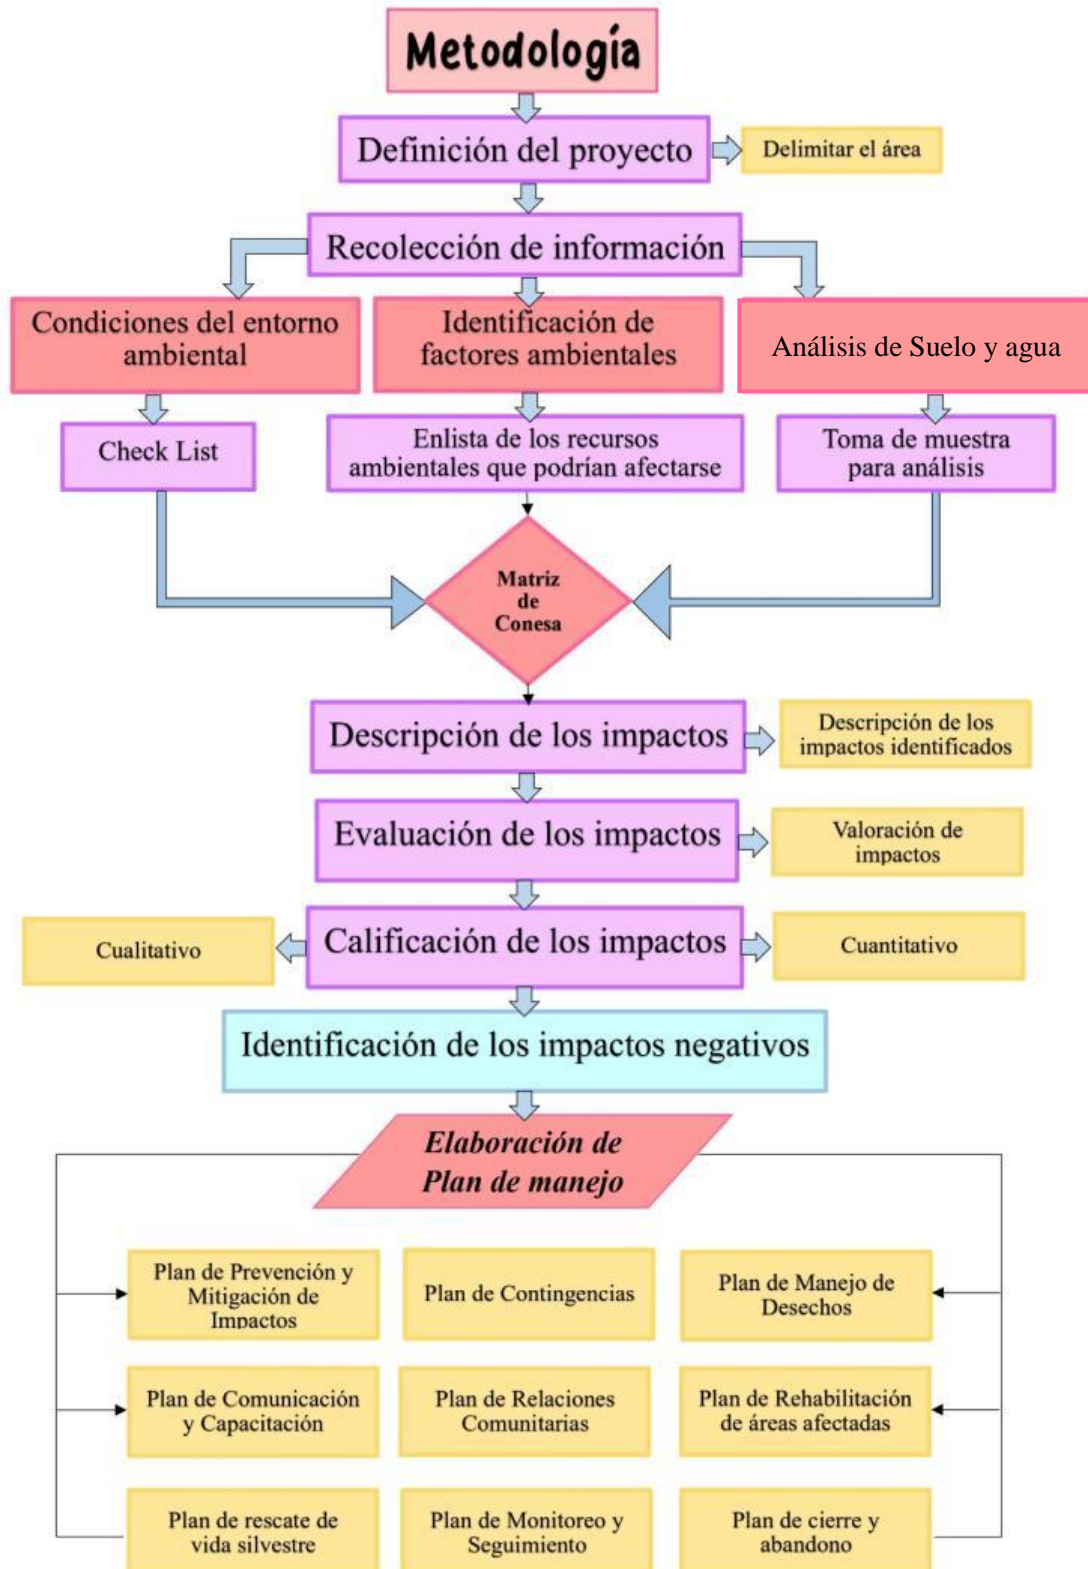 Metodología
Definición del proyecto
Delimitar el área
Recolección de información
Condiciones del entorno
ambiental
Identificación de
factores ambientales
Análisis de Suelo y agua
Check List
Enlista de los recursos
ambientales que podrían afectarse
Toma de muestra
para análisis
Matriz
de
Conesa
Descripción de los impactos
Descripción de los
impactos identificados
Evaluación de los impactos
Valoración de
impactos
Cualitativo
Calificación de los impactos
Cuantitativo
Identificación de los impactos negativos
Elaboración de
Plan de manejo
Plan de Prevención y
Mitigación de
Impactos
Plan de Contingencias
Plan de Manejo de
Desechos
Plan de Comunicación
y Capacitación
Plan de Relaciones
Comunitarias
Plan de Rehabilitación
de áreas afectadas
Plan de rescate de
vida silvestre
Plan de Monitoreo y
Seguimiento
Plan de cierre y
abandono